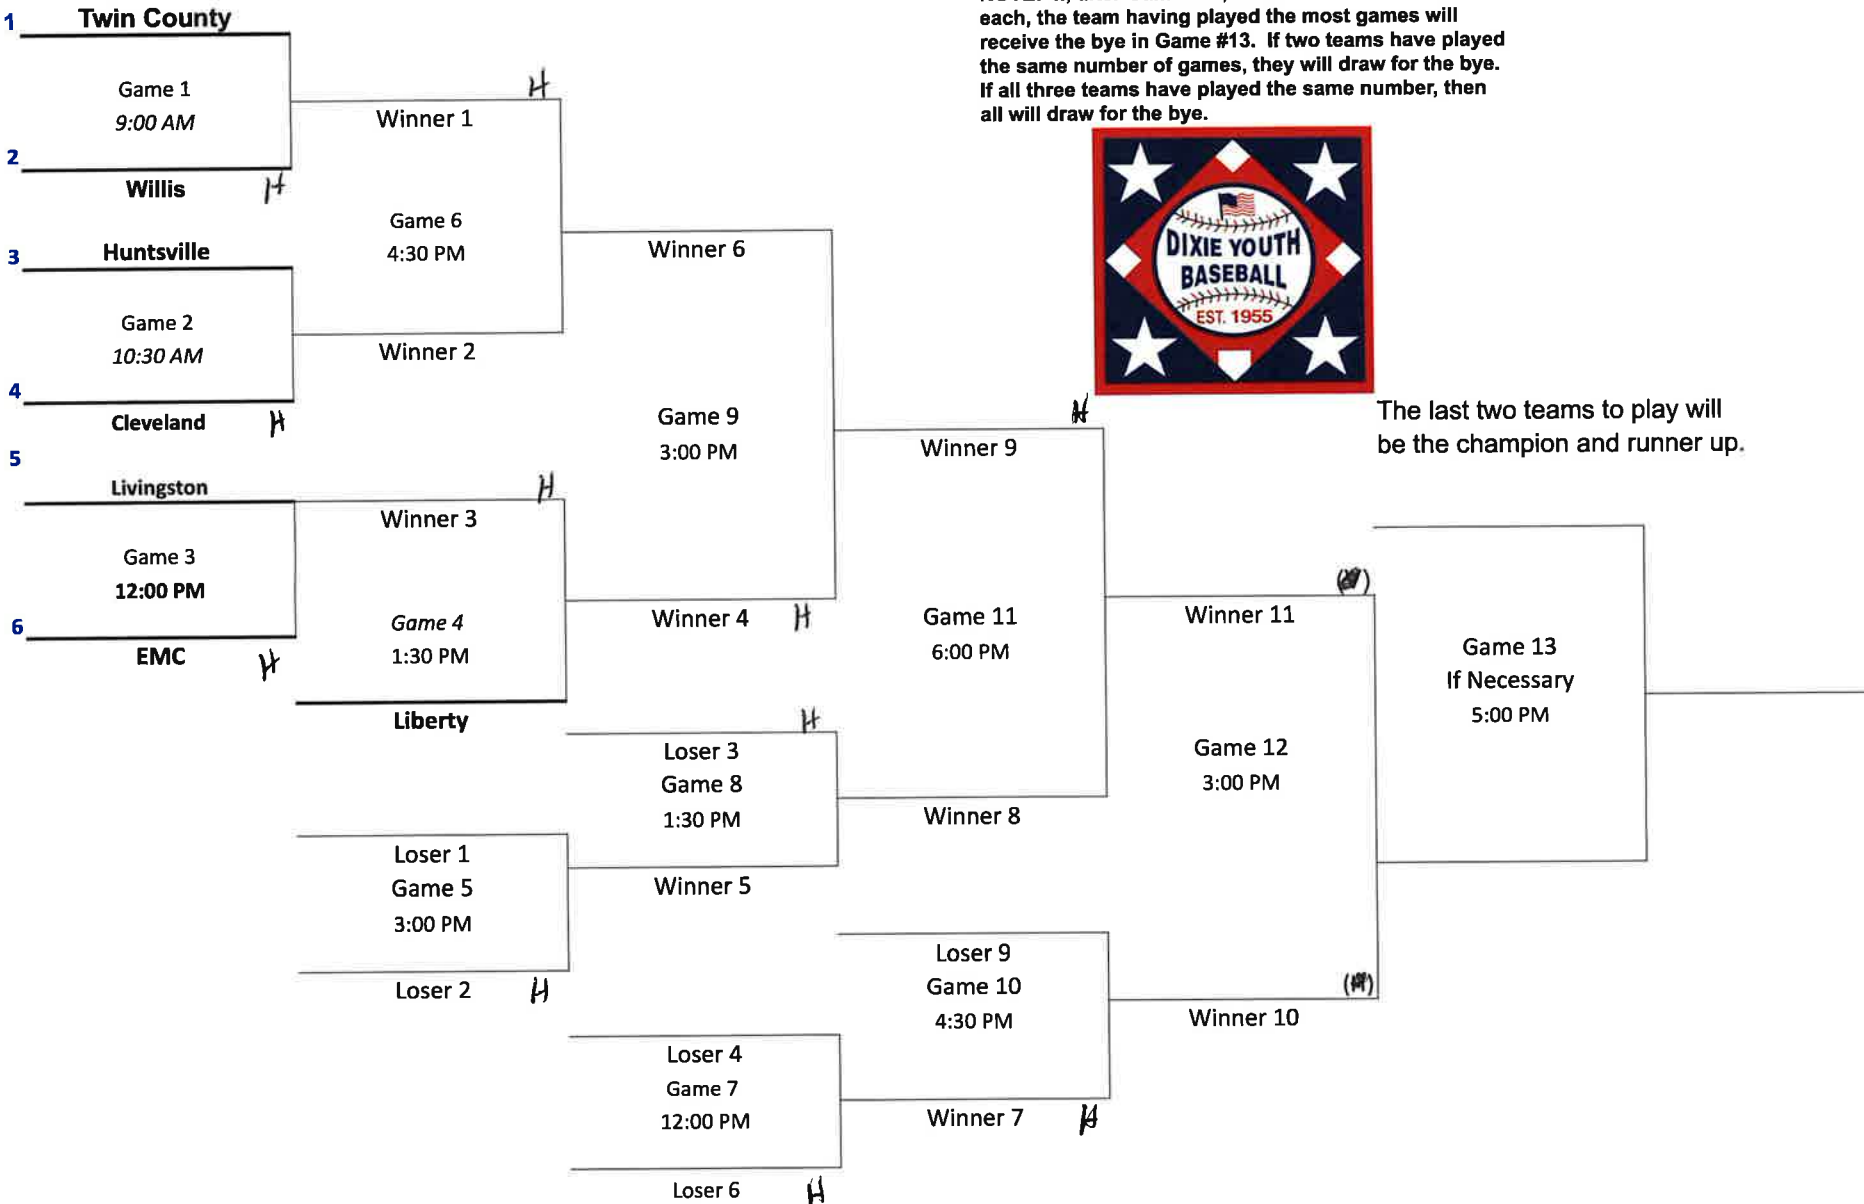 1 Twin County
Game 1
9:00 AM
2
Willis H
3 Huntsville
Game 2
10:30 AM
4
Cleveland H
5
Livingston
Game 3
12:00 PM
6
EMC H
H
Winner 1
Game 6
4:30 PM
Winner 2
H
Winner 3
Game 4
1:30 PM
Liberty
Loser 1
Game 5
3:00 PM
Loser 2 H
Winner 6
Game 9
3:00 PM
Winner 4 H
H
Loser 3
Game 8
1:30 PM
Winner 5
Loser 4
Game 7
12:00 PM
Loser 6 H
H
Winner 9
Game 11
6:00 PM
Winner 8
Loser 9
Game 10
4:30 PM
Winner 7 H
Winner 11
Game 12
3:00 PM
Winner 10
Game 13
If Necessary
5:00 PM
each, the team having played the most games will
receive the bye in Game #13. If two teams have played
the same number of games, they will draw for the bye.
If all three teams have played the same number, then
all will draw for the bye.
DIXIE YOUTH
BASEBALL
EST. 1955
The last two teams to play will
be the champion and runner up.